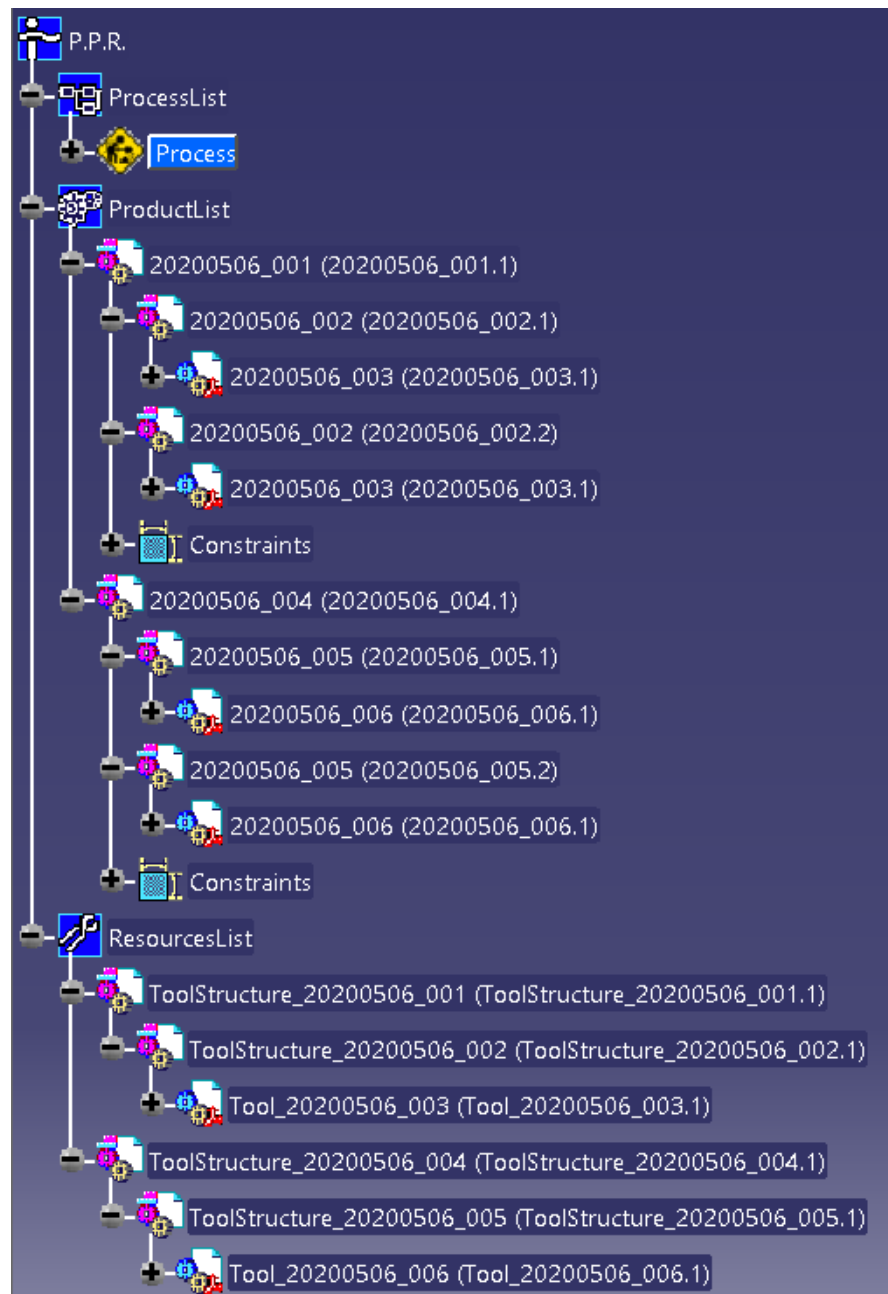 P.P.R.
ProcessList
Process
ProductList
20200506_001 (20200506_001.1)
20200506_002 (20200506_002.1)
20200506_003 (20200506_003.1)
20200506_002 (20200506_002.2)
20200506_003 (20200506_003.1)
Constraints
20200506_004 (20200506_004.1)
20200506_005 (20200506_005.1)
20200506_006 (20200506_006.1)
20200506_005 (20200506_005.2)
20200506_006 (20200506_006.1)
Constraints
ResourcesList
ToolStructure_20200506_001 (ToolStructure_20200506_001.1)
ToolStructure_20200506_002 (ToolStructure_20200506_002.1)
Tool_20200506_003 (Tool_20200506_003.1)
ToolStructure_20200506_004 (ToolStructure_20200506_004.1)
ToolStructure_20200506_005 (ToolStructure_20200506_005.1)
Tool_20200506_006 (Tool_20200506_006.1)